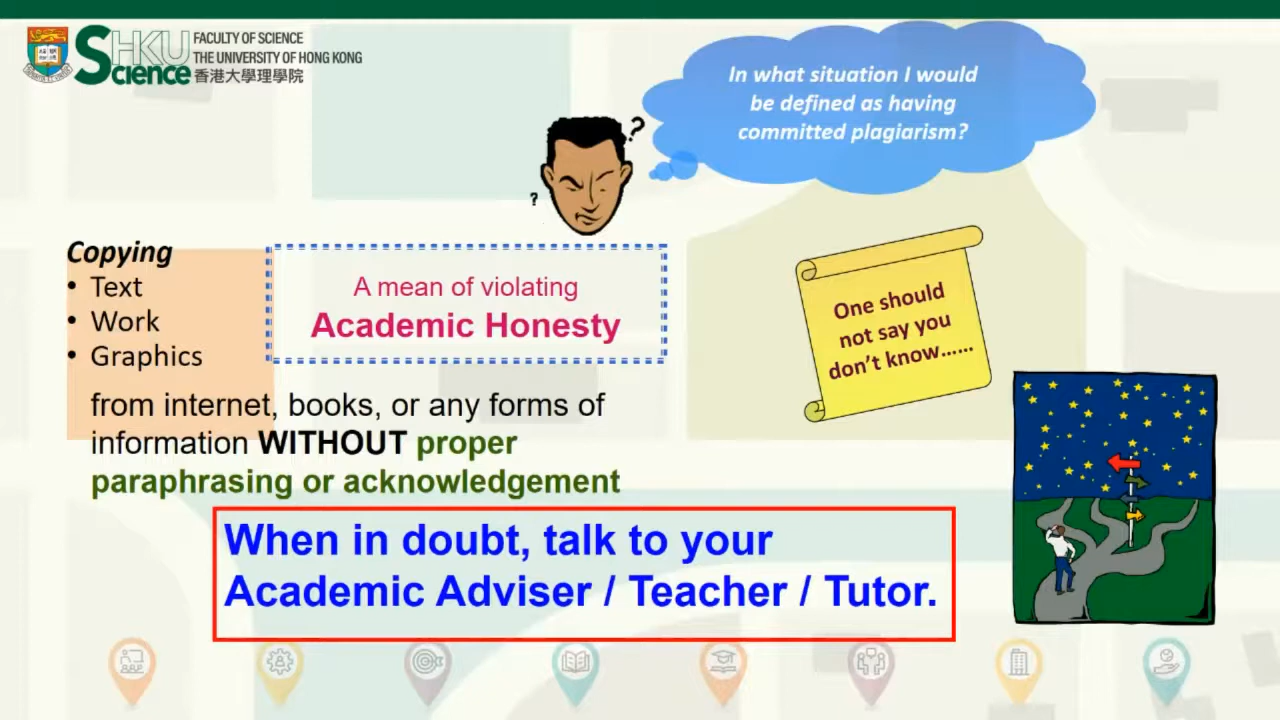 SHKU
Science
FACULTY OF SCIENCE
THE UNIVERSITY OF HONG KONG
香港大學理學院
In what situation I would
be defined as having
committed plagiarism?
?
?
Copying
• Text
• Work
• Graphics
A mean of violating
Academic Honesty
from internet, books, or any forms of
information WITHOUT proper
paraphrasing or acknowledgement
One should
not say you
don't know......
When in doubt, talk to your
Academic Adviser / Teacher / Tutor.